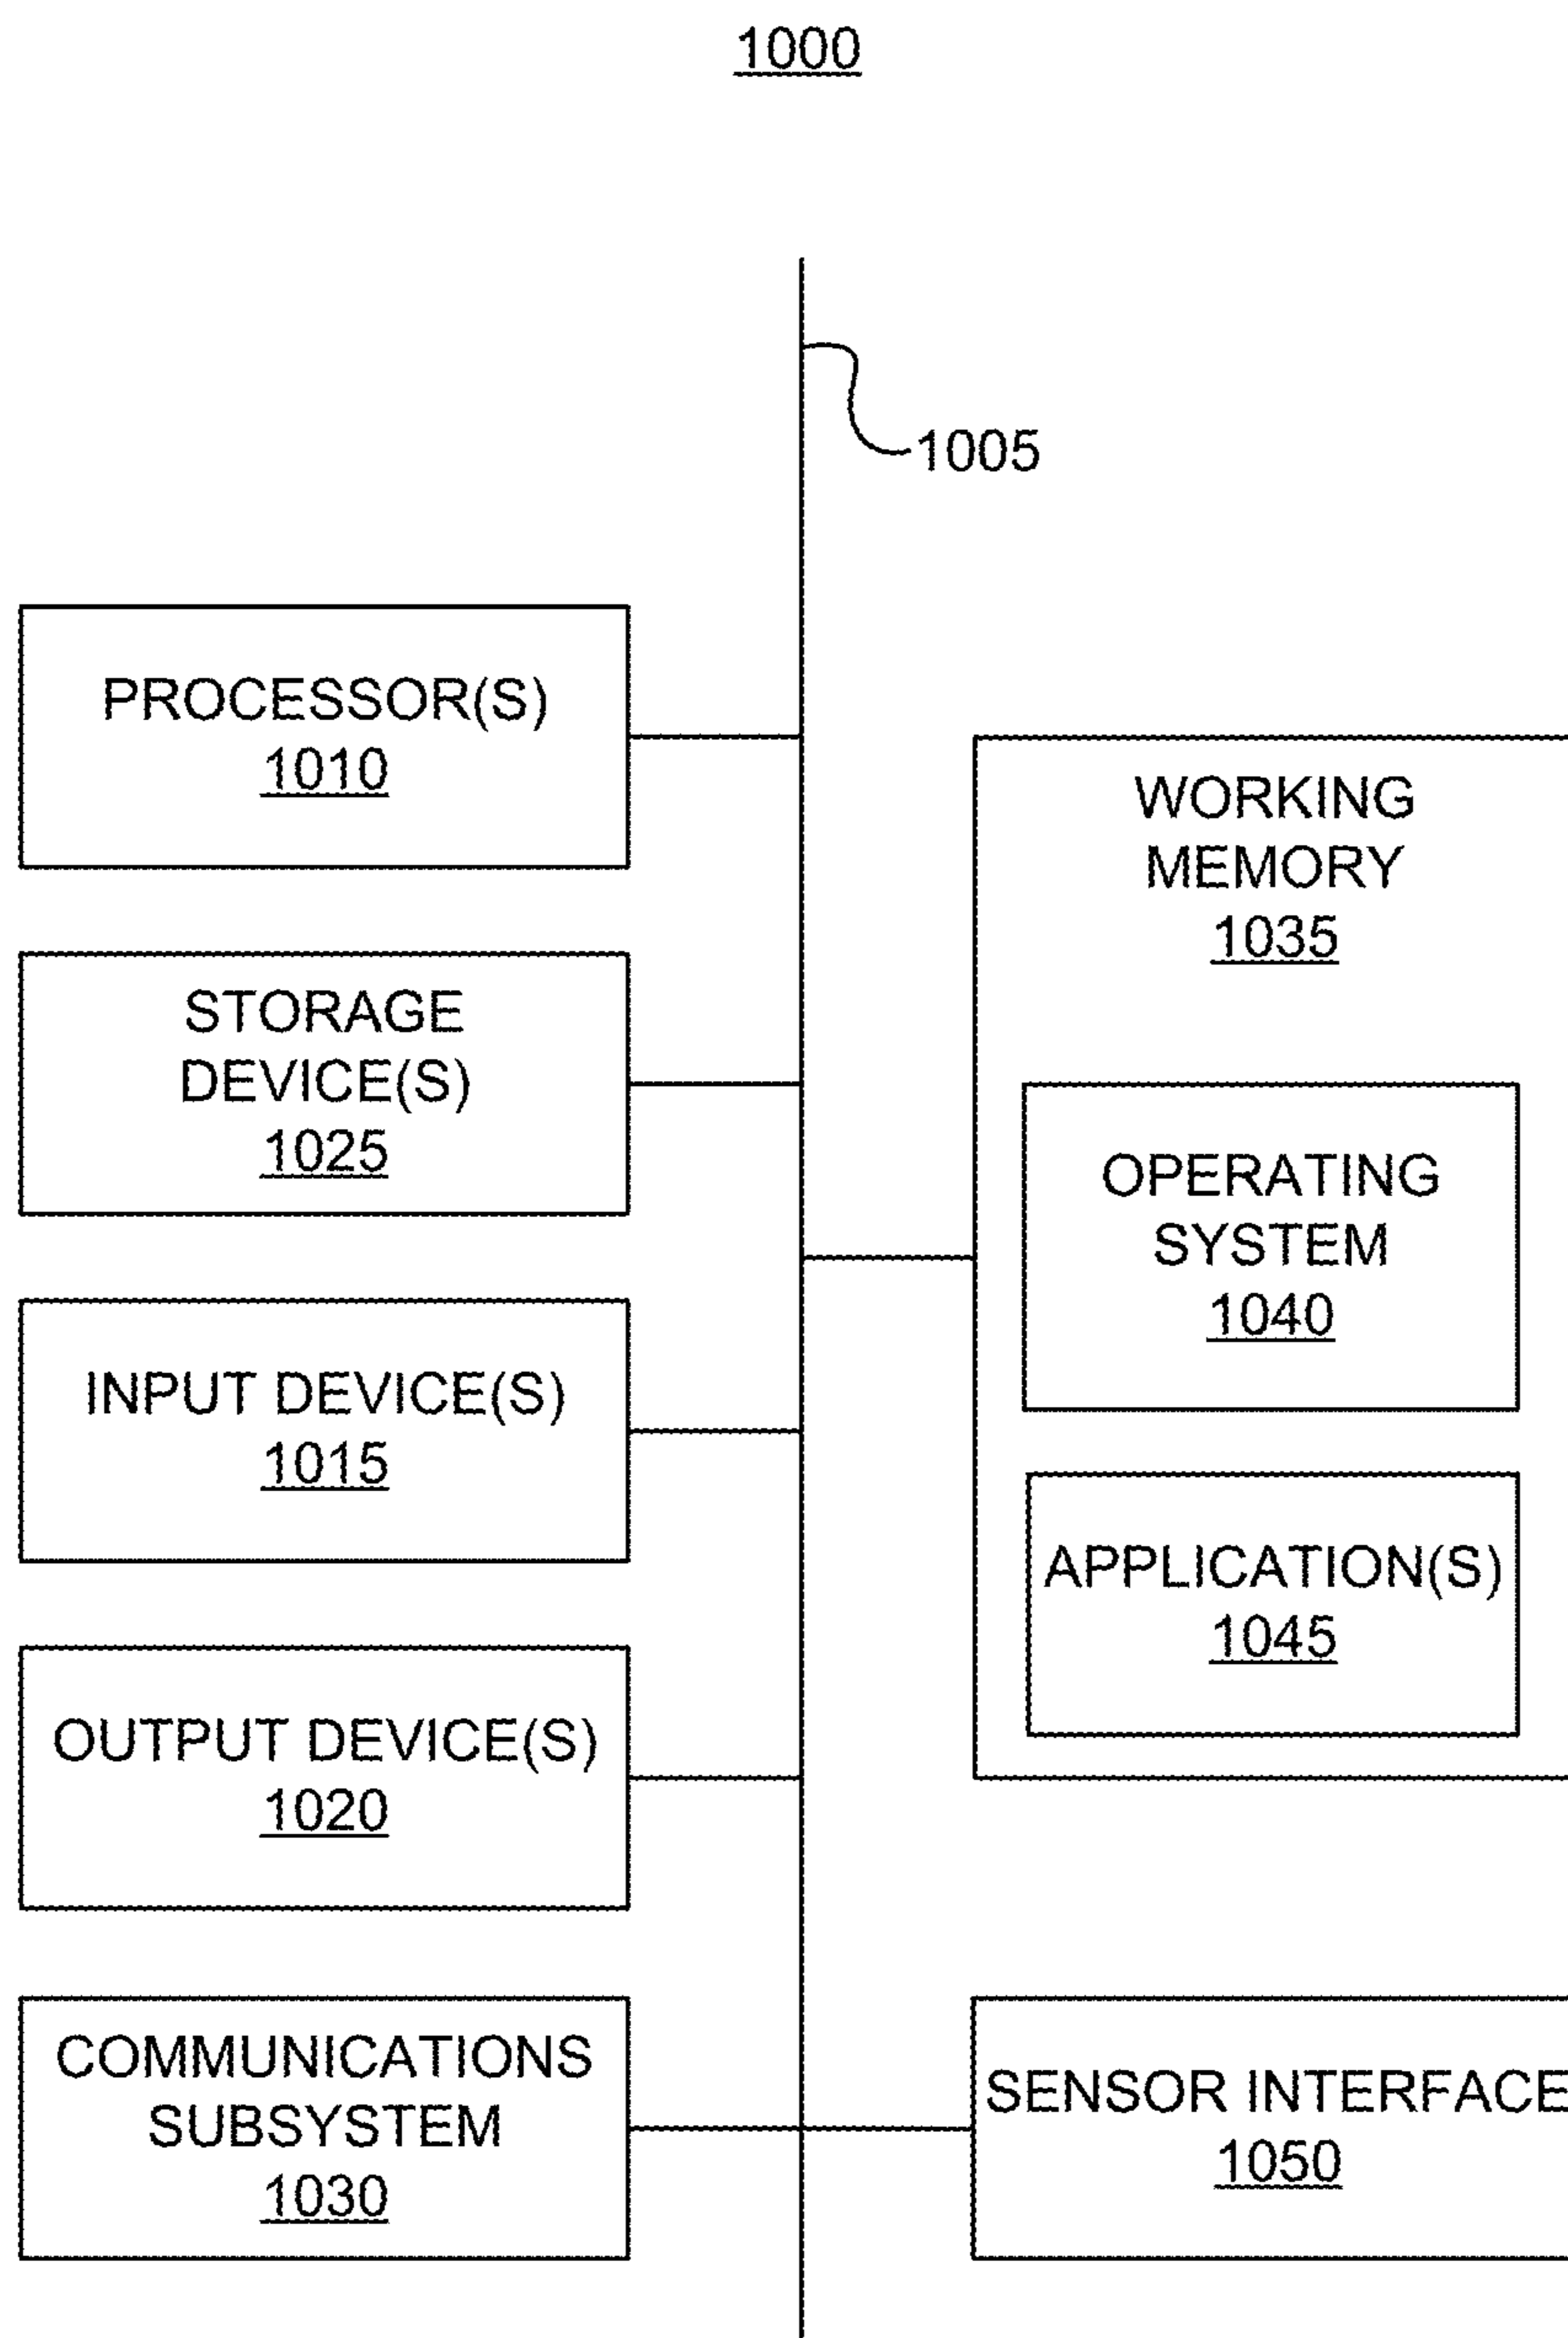 1000
1005
PROCESSOR(S)
1010
STORAGE
DEVICE(S)
1025
INPUT DEVICE(S)
1015
OUTPUT DEVICE(S)
1020
COMMUNICATIONS
SUBSYSTEM
1030
WORKING
MEMORY
1035
OPERATING
SYSTEM
1040
APPLICATION(S)
1045
SENSOR INTERFACE
1050